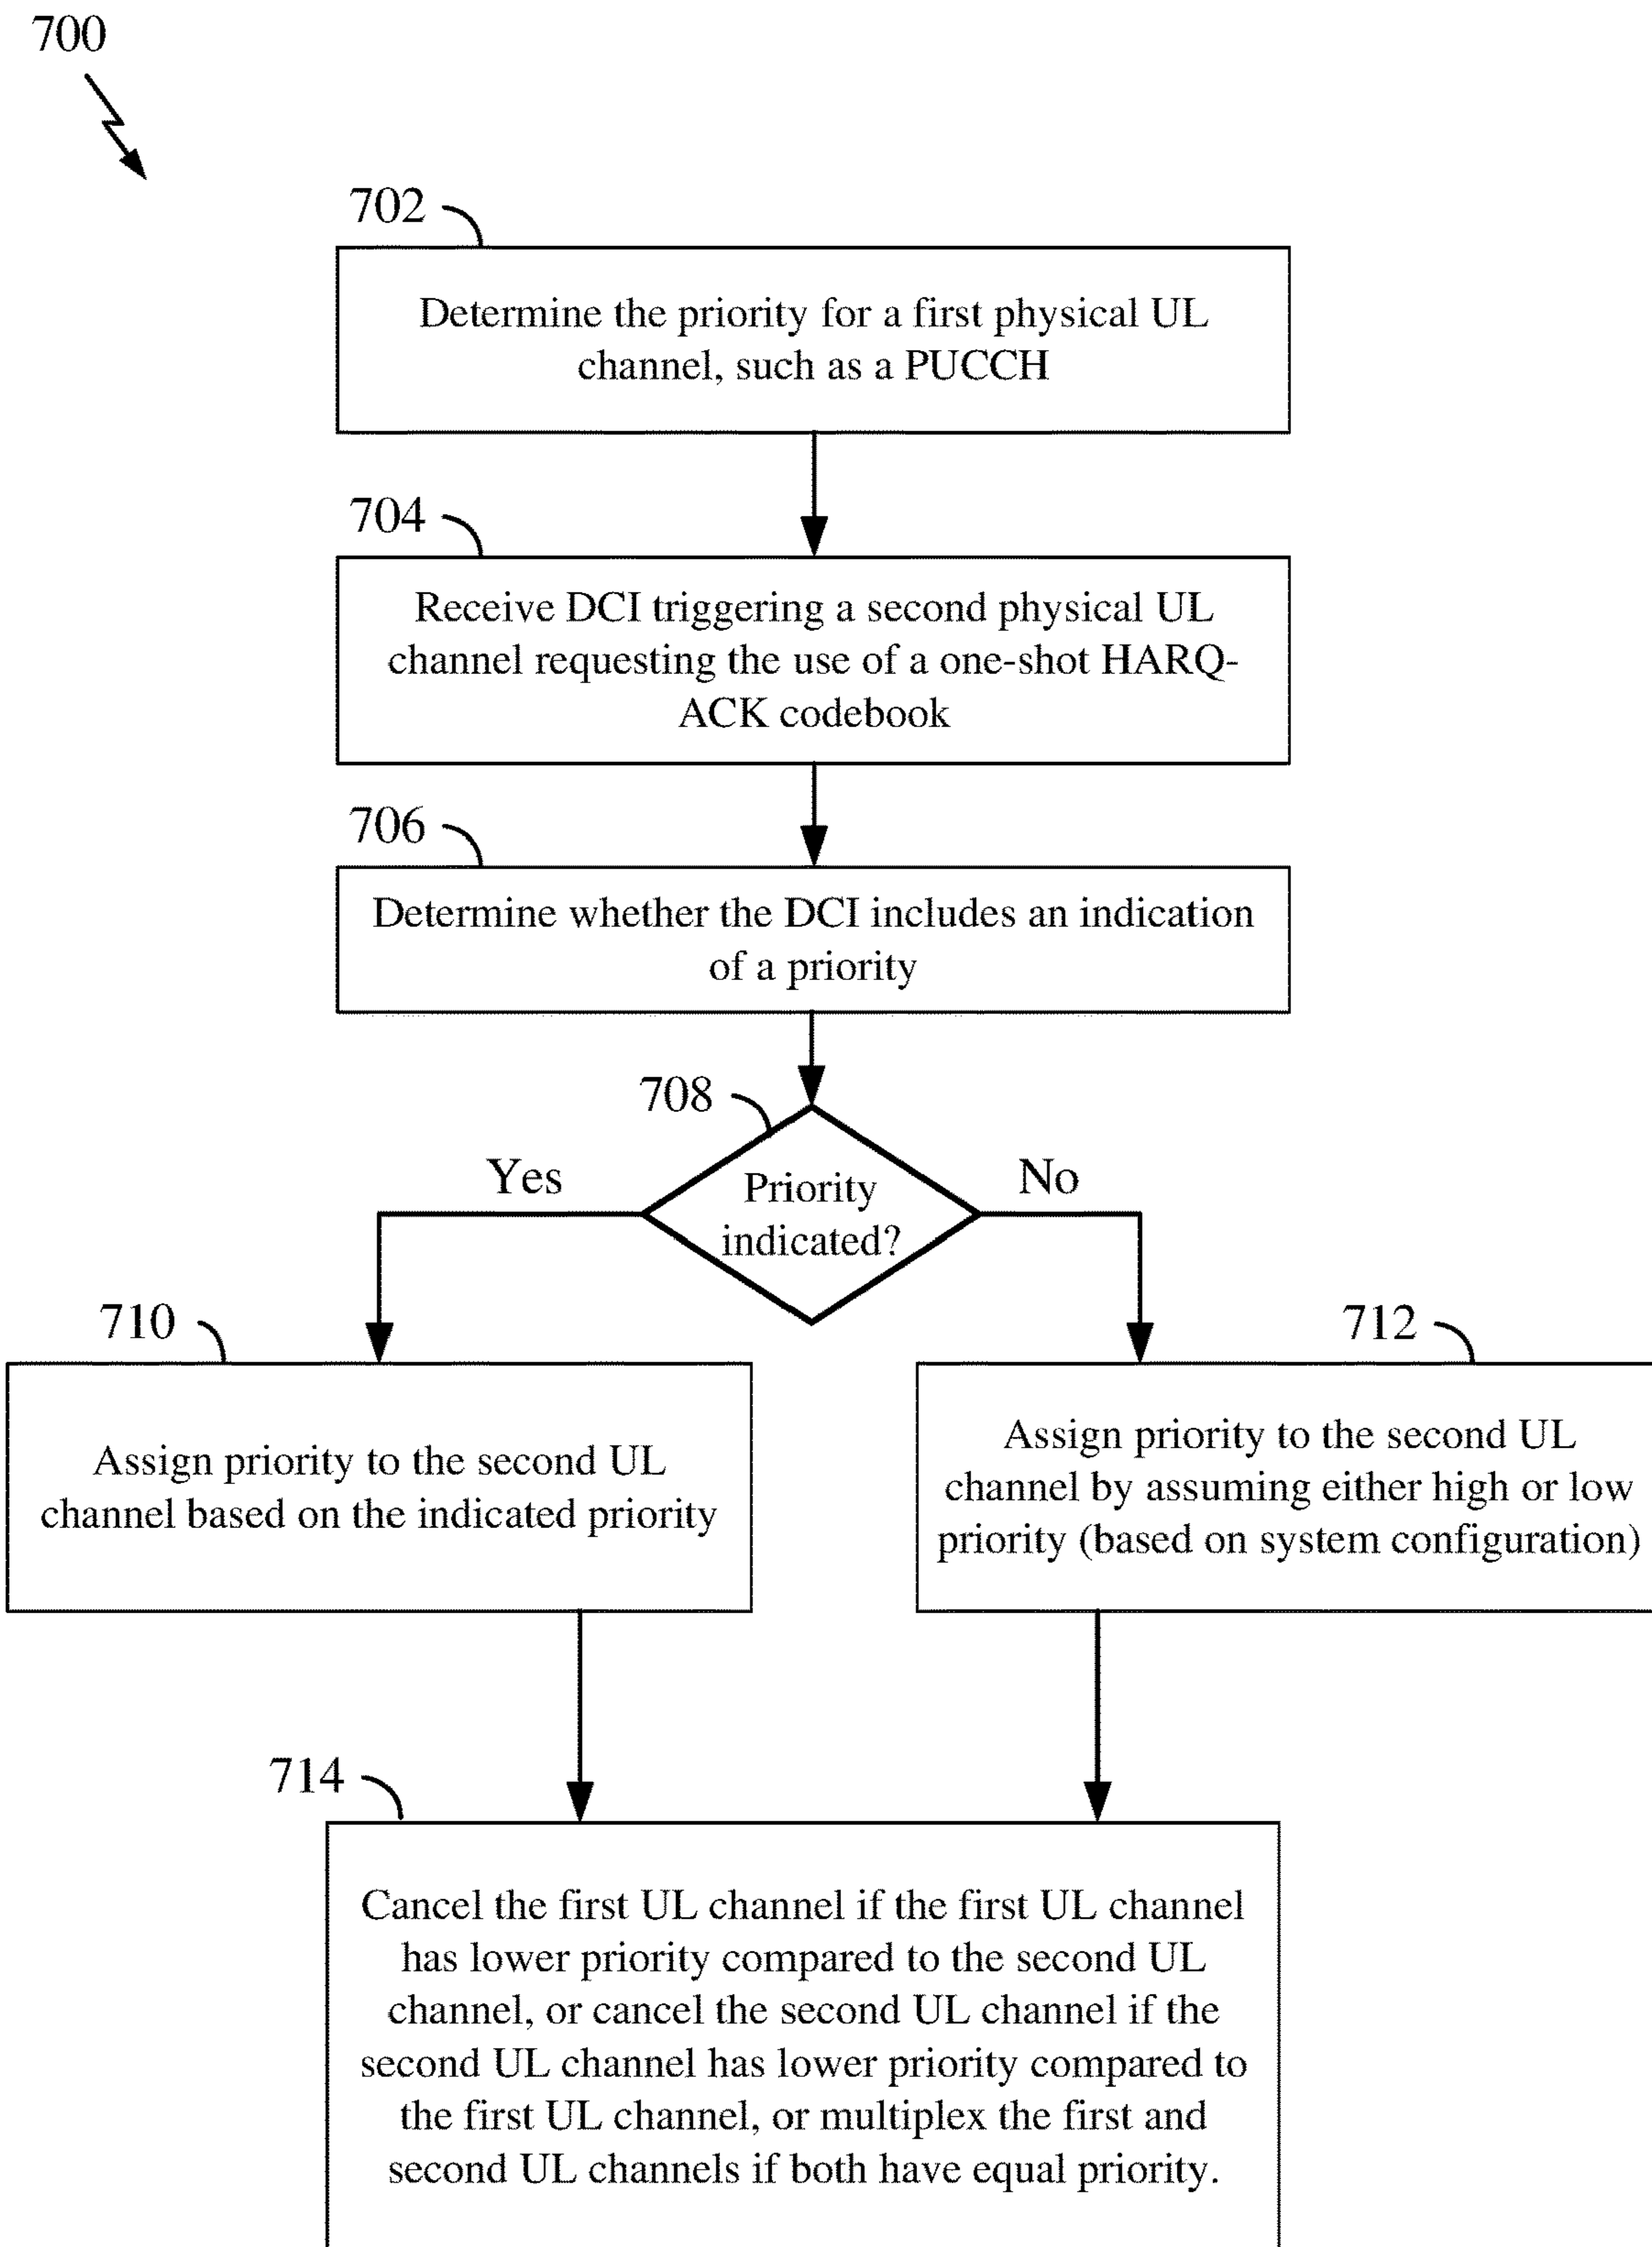 700
702
Determine the priority for a first physical UL
channel, such as a PUCCH
704
Receive DCI triggering a second physical UL
channel requesting the use of a one-shot HARQ-
ACK codebook
706
Determine whether the DCI includes an indication
of a priority
708
Yes
No
Priority
indicated?
710
712
Assign priority to the second UL
channel based on the indicated priority
Assign priority to the second UL
channel by assuming either high or low
priority (based on system configuration)
714
Cancel the first UL channel if the first UL channel
has lower priority compared to the second UL
channel, or cancel the second UL channel if the
second UL channel has lower priority compared to
the first UL channel, or multiplex the first and
second UL channels if both have equal priority.